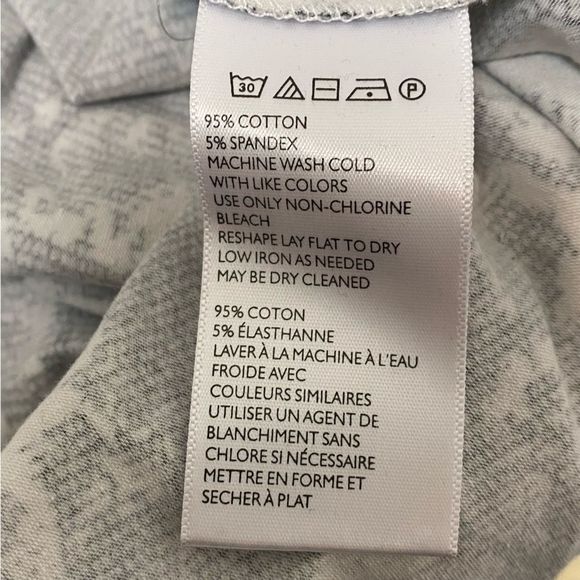 30 P
95% COTTON
5% SPANDEX
MACHINE WASH COLD
WITH LIKE COLORS
USE ONLY NON-CHLORINE
BLEACH
RESHAPE LAY FLAT TO DRY
LOW IRON AS NEEDED
MAY BE DRY CLEANED
95% COTON
5% ÉLASTHANNE
LAVER À LA MACHINE À L'EAU
FROIDE AVEC
COULEURS SIMILAIRES
UTILISER UN AGENT DE
BLANCHIMENT SANS
CHLORE SI NÉCESSAIRE
METTRE EN FORME ET
SECHER À PLAT